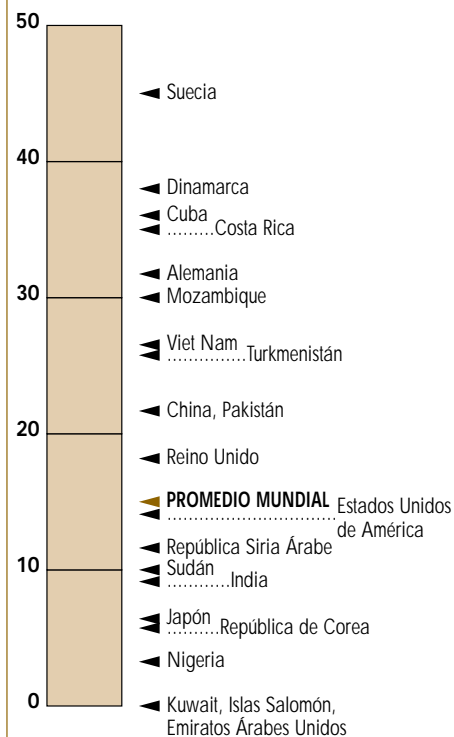 50
Suecia
40
Dinamarca
Cuba
.........Costa Rica
Alemania
30
Mozambique
Viet Nam
...............Turkmenistán
China, Pakistán
20
Reino Unido
PROMEDIO MUNDIAL
..............................Estados Unidos
de América
República Siria Árabe
10
Sudán
............India
Japón
..........República de Corea
Nigeria
0
Kuwait, Islas Salomón,
Emiratos Árabes Unidos